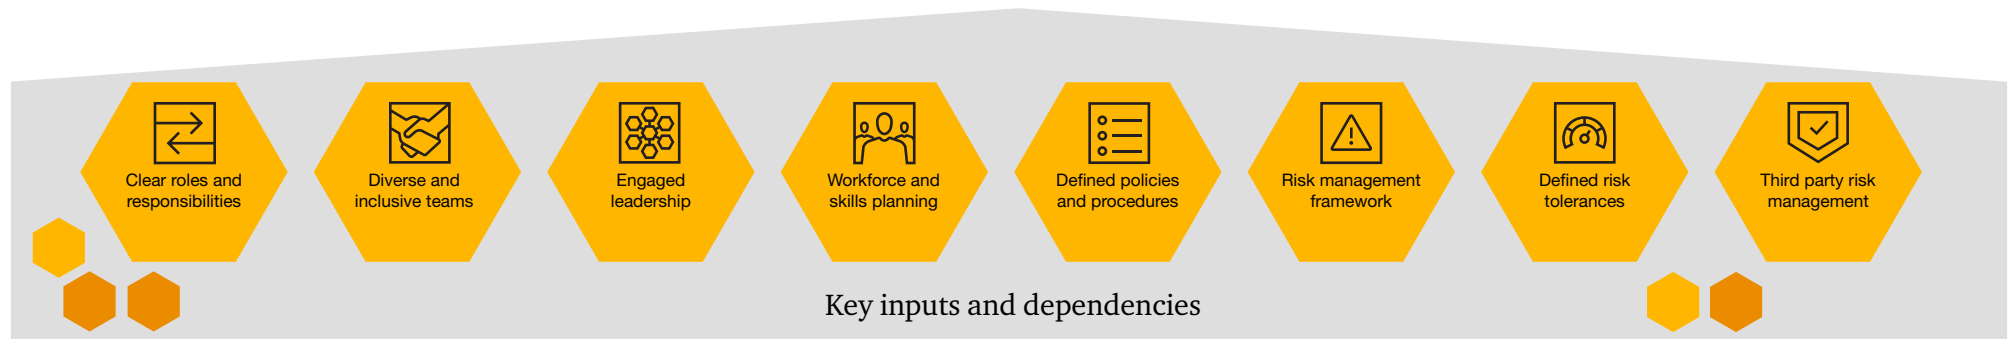 Clear roles and
responsibilities
Diverse and
inclusive teams
Engaged
leadership
Workforce and
skills planning
Defined policies
and procedures
Risk management
framework
Defined risk
tolerances
Third party risk
management
Key inputs and dependencies